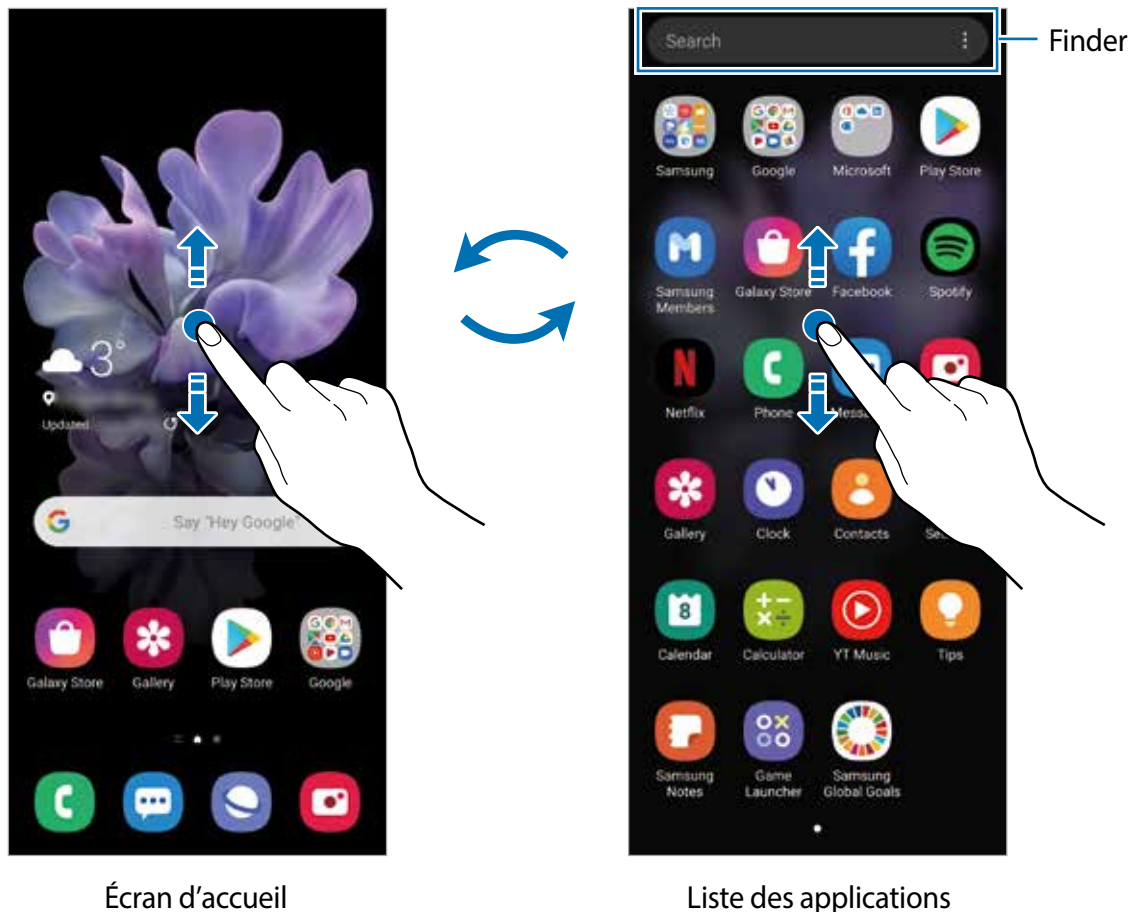 Search
Finder
Samsung
Google
Microsoft
Play Store
Samsung
Members
Galaxy Store
Facebook
Spotify
Netflix
Phone
Gallery
Clock
Contacts
Calendar
8
Calculator
YT Music
Tips
Samsung
Notes
Game
Launcher
Samsung
Global Goals
3°
Updated
Say "Hey Google"
Galaxy Store
Gallery
Play Store
Google
Écran d’accueil
Liste des applications